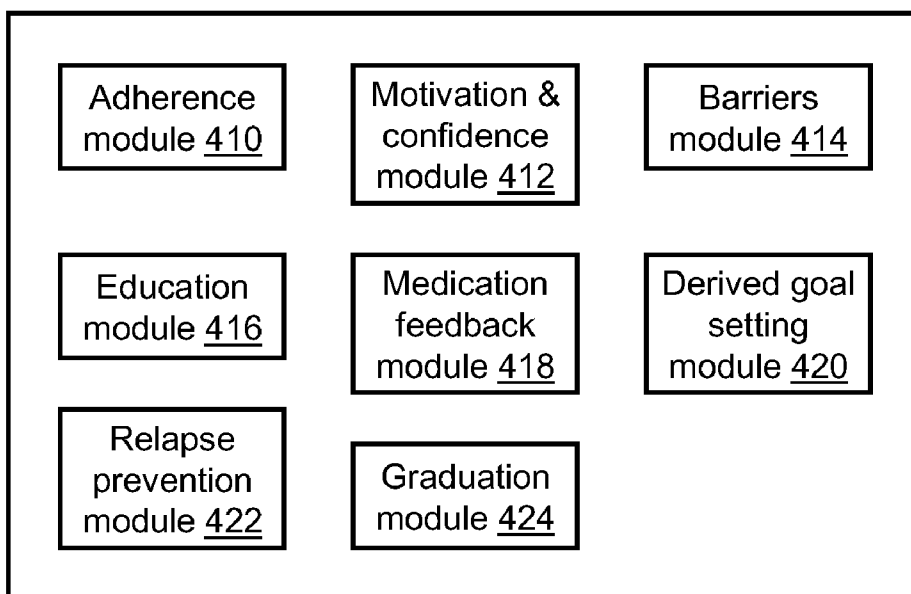 Adherence
module 410
Motivation &
confidence
module 412
Barriers
module 414
Education
module 416
Medication
feedback
module 418
Derived goal
setting
module 420
Relapse
prevention
module 422
Graduation
module 424